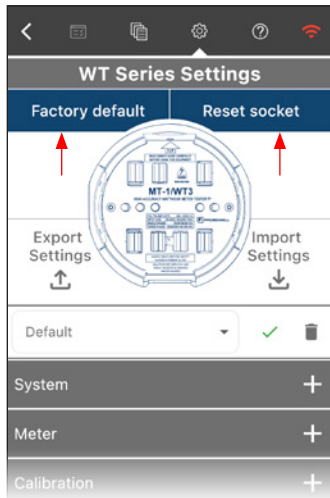 WT Series Settings
Factory default
Reset socket
MT-1/WT3
Export
Settings
Import
Settings
Default
System
Meter
Calibration